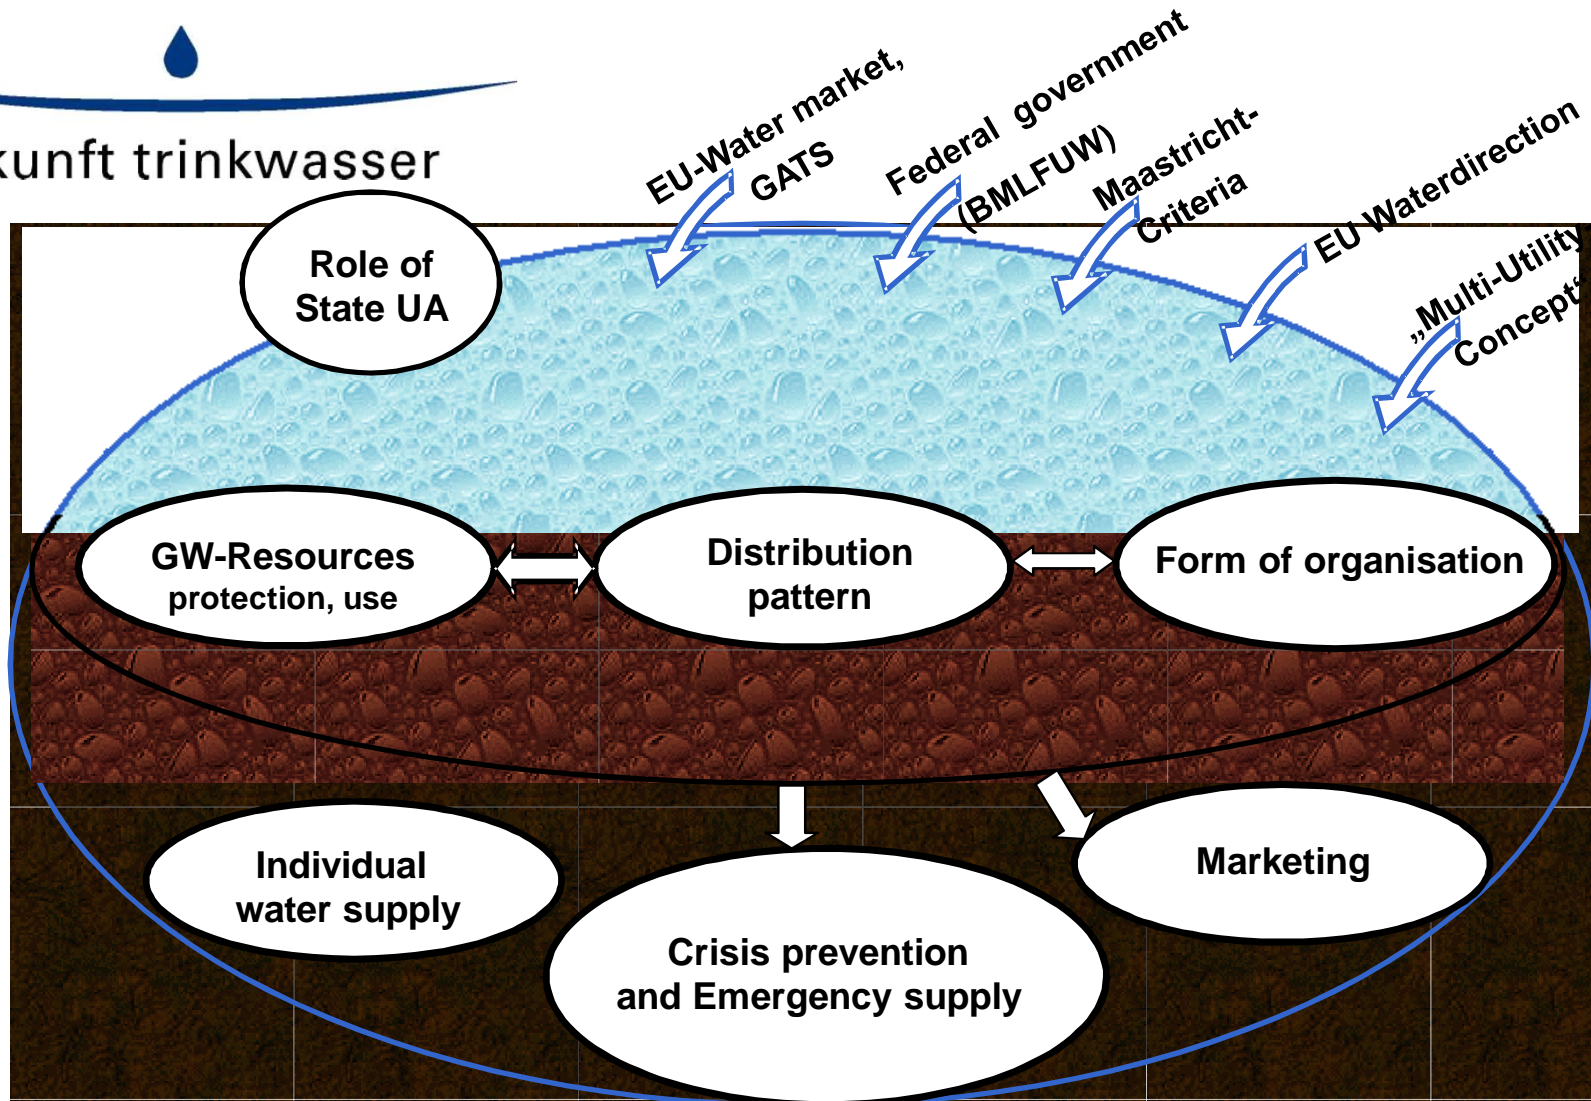 kunft trinkwasser
EU-Water market,
GATS
Federal government
(BMLFUW)
Maastricht-
Criteria
EU Waterdirection
„Multi-Utility
Concept“
Role of
State UA
GW-Resources
protection, use
Distribution
pattern
Form of organisation
Individual
water supply
Crisis prevention
and Emergency supply
Marketing